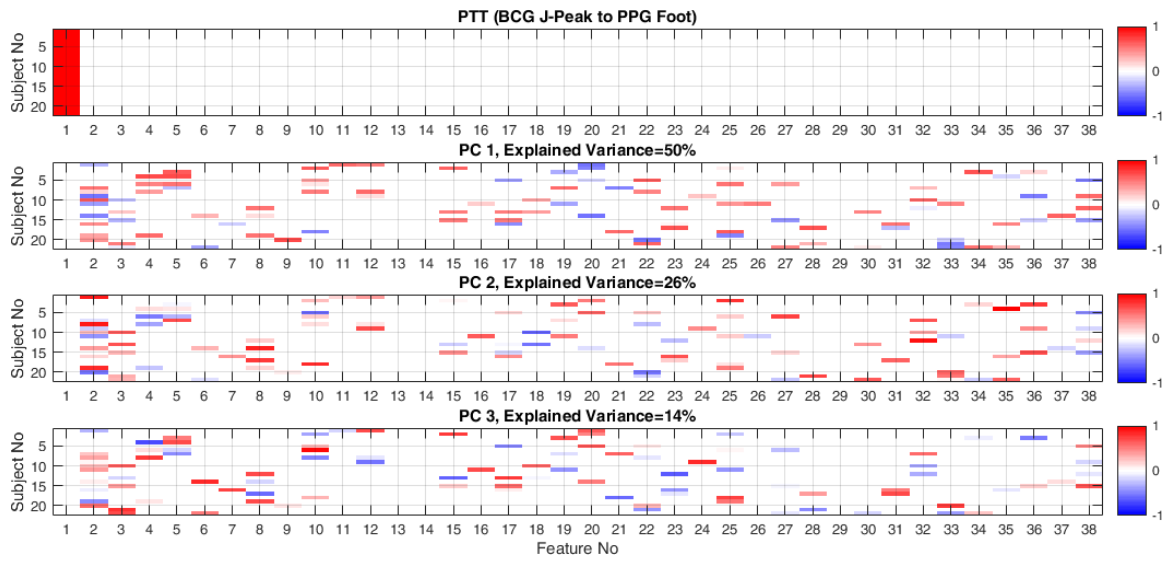 PTT (BCG J-Peak to PPG Foot)
Subject No
5
10
15
20
1 2 3 4 5 6 7 8 9 10 11 12 13 14 15 16 17 18 19 20 21 22 23 24 25 26 27 28 29 30 31 32 33 34 35 36 37 38
1
0
-1
PC 1, Explained Variance=50%
Subject No
5
10
15
20
1 2 3 4 5 6 7 8 9 10 11 12 13 14 15 16 17 18 19 20 21 22 23 24 25 26 27 28 29 30 31 32 33 34 35 36 37 38
1
0
-1
PC 2, Explained Variance=26%
Subject No
5
10
15
20
1 2 3 4 5 6 7 8 9 10 11 12 13 14 15 16 17 18 19 20 21 22 23 24 25 26 27 28 29 30 31 32 33 34 35 36 37 38
1
0
-1
PC 3, Explained Variance=14%
Subject No
5
10
15
20
1 2 3 4 5 6 7 8 9 10 11 12 13 14 15 16 17 18 19 20 21 22 23 24 25 26 27 28 29 30 31 32 33 34 35 36 37 38
1
0
-1
Feature No